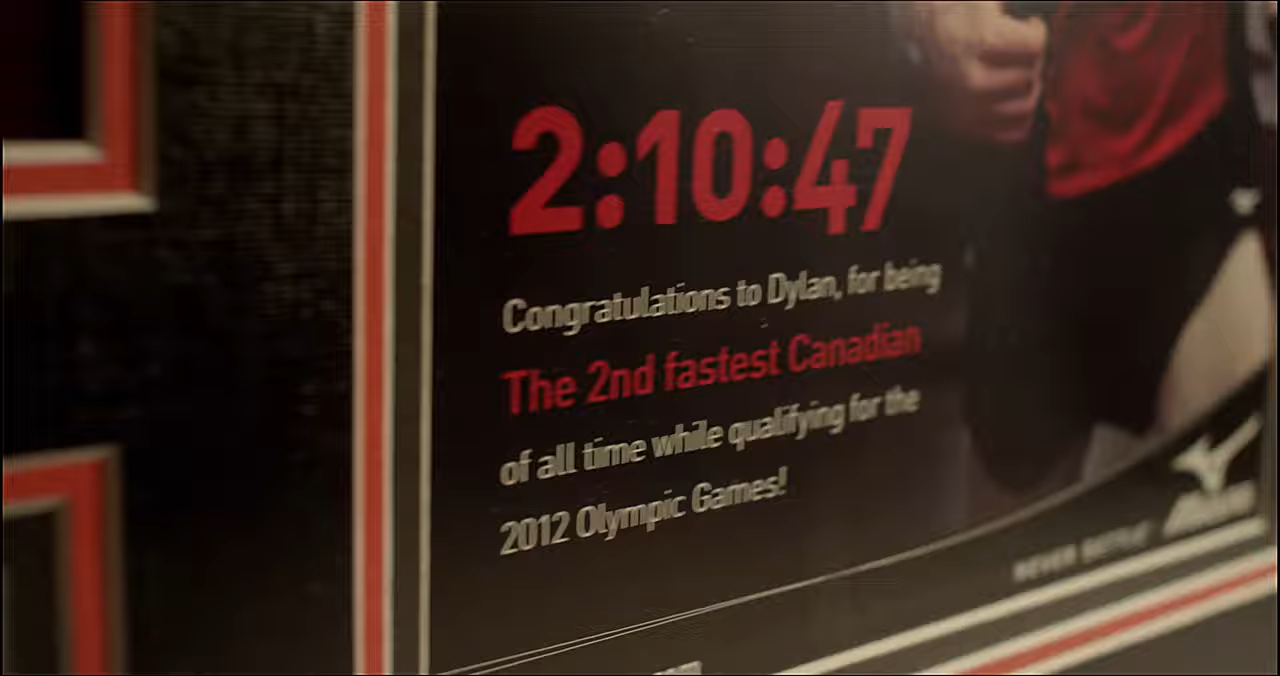 2:10:47
Congratulations to Dylan, for being
The 2nd fastest Canadian
of all time while qualifying for the
2012 Olympic Games!
NEVER